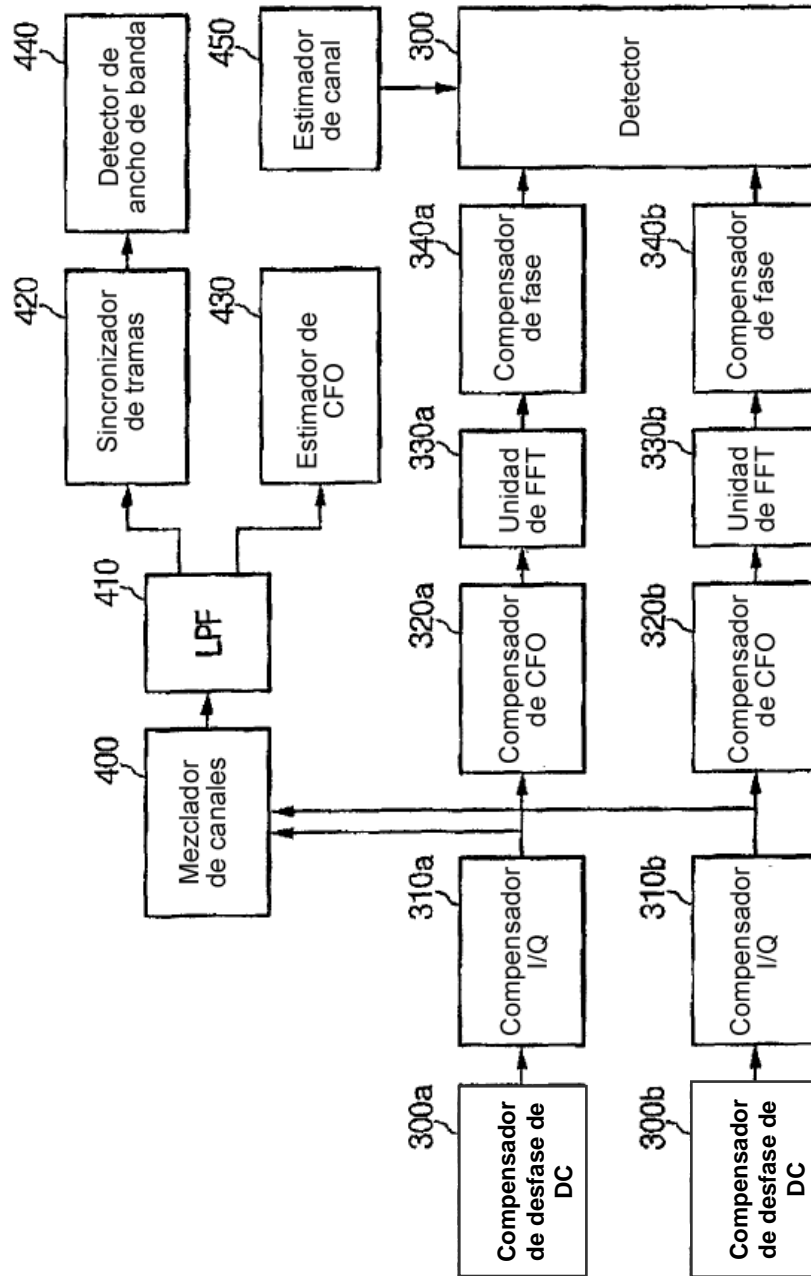 440
Detector de
ancho de banda
450
Estimador
de canal
300
Detector
420
Sincronizador
de tramas
430
Estimador de
CFO
340a
Compensador
de fase
340b
Compensador
de fase
330a
Unidad
de FFT
330b
Unidad
de FFT
410
LPF
320a
Compensador
de CFO
320b
Compensador
de CFO
400
Mezclador
de canales
310a
Compensador
I/Q
310b
Compensador
I/Q
300a
Compensador
de desfase de
DC
300b
Compensador
de desfase de
DC